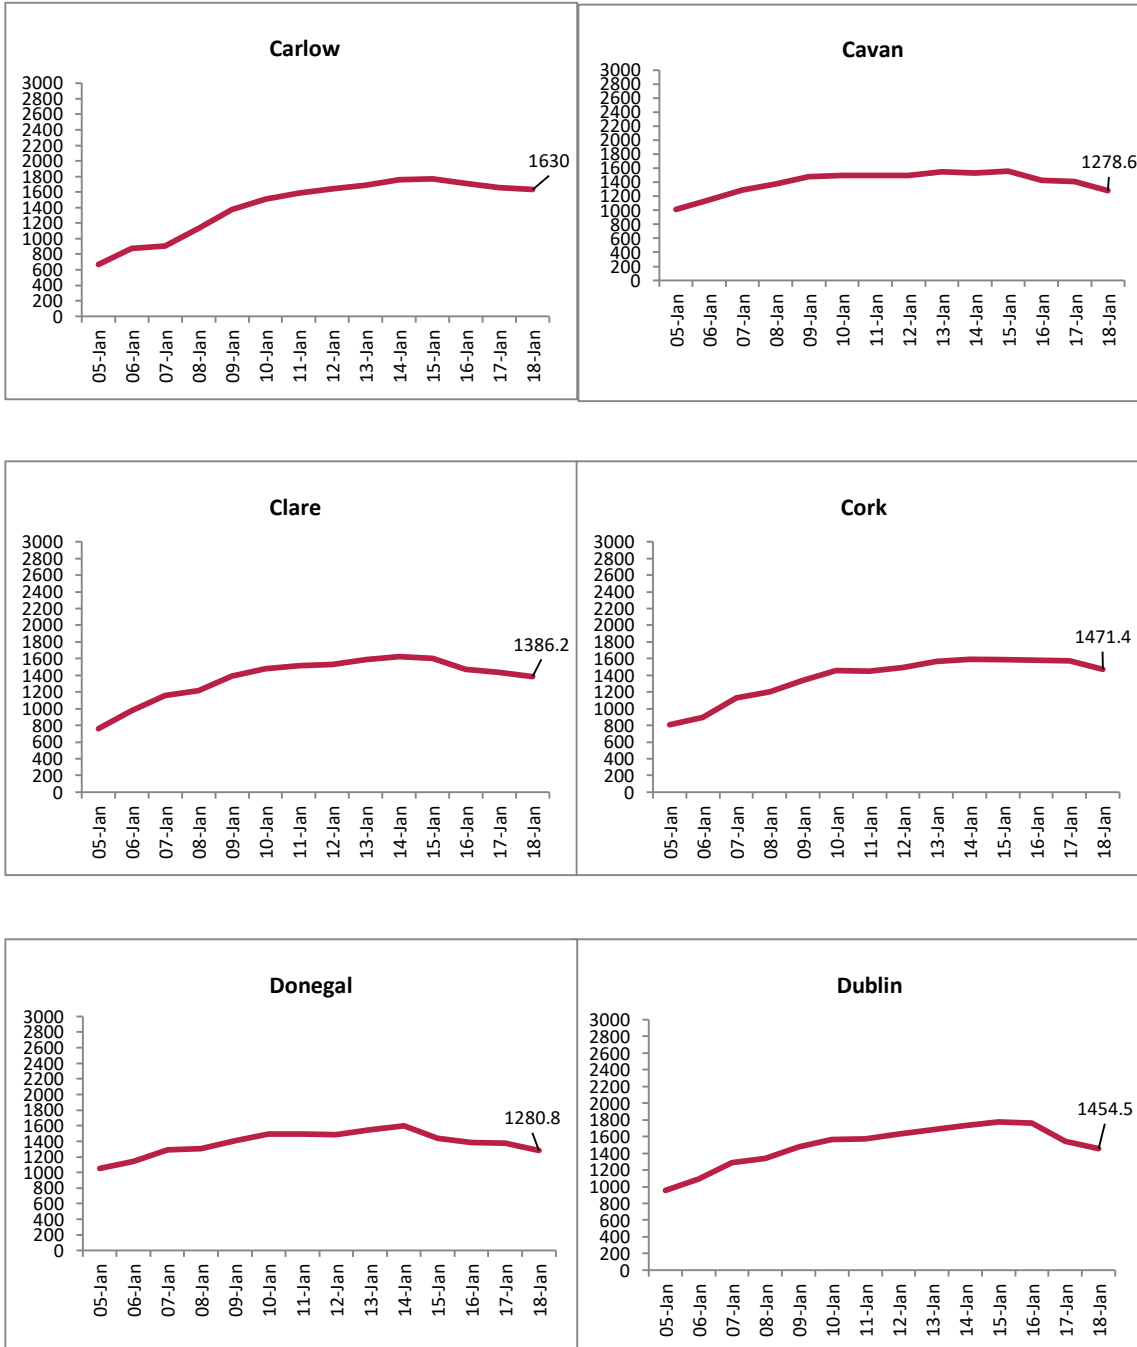 Carlow
3000
2800
2600
2400
2200
2000
1800
1600
1400
1200
1000
800
600
400
200
0
1630
05-Jan
06-Jan
07-Jan
08-Jan
09-Jan
10-Jan
11-Jan
12-Jan
13-Jan
14-Jan
15-Jan
16-Jan
17-Jan
18-Jan
Cavan
3000
2800
2600
2400
2200
2000
1800
1600
1400
1200
1000
800
600
400
200
0
1278.6
05-Jan
06-Jan
07-Jan
08-Jan
09-Jan
10-Jan
11-Jan
12-Jan
13-Jan
14-Jan
15-Jan
16-Jan
17-Jan
18-Jan
Clare
3000
2800
2600
2400
2200
2000
1800
1600
1400
1200
1000
800
600
400
200
0
1386.2
05-Jan
06-Jan
07-Jan
08-Jan
09-Jan
10-Jan
11-Jan
12-Jan
13-Jan
14-Jan
15-Jan
16-Jan
17-Jan
18-Jan
Cork
3000
2800
2600
2400
2200
2000
1800
1600
1400
1200
1000
800
600
400
200
0
1471.4
05-Jan
06-Jan
07-Jan
08-Jan
09-Jan
10-Jan
11-Jan
12-Jan
13-Jan
14-Jan
15-Jan
16-Jan
17-Jan
18-Jan
Donegal
3000
2800
2600
2400
2200
2000
1800
1600
1400
1200
1000
800
600
400
200
0
1280.8
05-Jan
06-Jan
07-Jan
08-Jan
09-Jan
10-Jan
11-Jan
12-Jan
13-Jan
14-Jan
15-Jan
16-Jan
17-Jan
18-Jan
Dublin
3000
2800
2600
2400
2200
2000
1800
1600
1400
1200
1000
800
600
400
200
0
1454.5
05-Jan
06-Jan
07-Jan
08-Jan
09-Jan
10-Jan
11-Jan
12-Jan
13-Jan
14-Jan
15-Jan
16-Jan
17-Jan
18-Jan